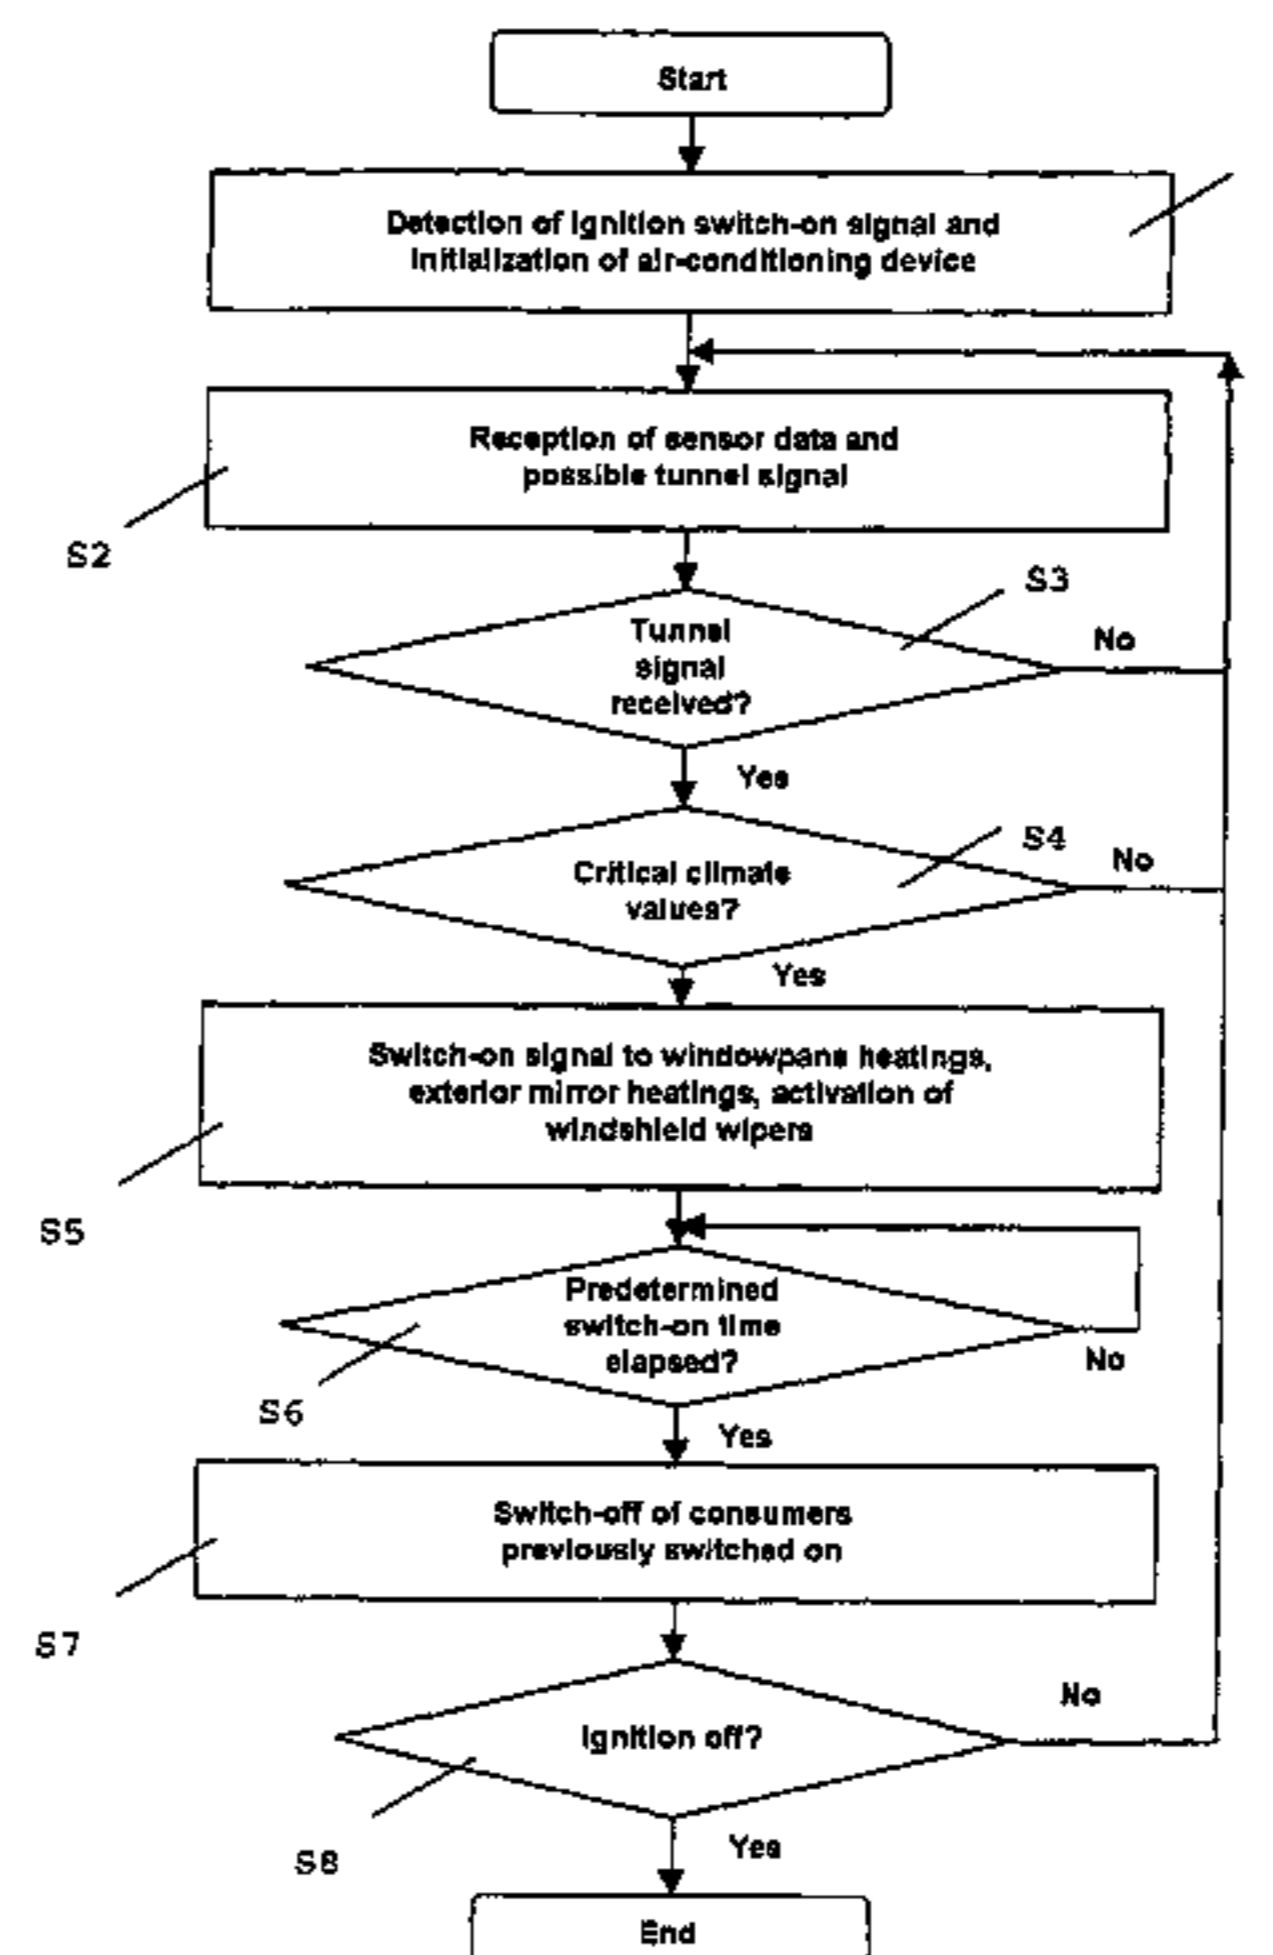 Start
Detection of ignition switch-on signal and
initialization of air-conditioning device
Reception of sensor data and
possible tunnel signal
S2
S3
Tunnel
signal
received?
No
Yes
S4
Critical climate
values?
No
Yes
Switch-on signal to windowpane heatings,
exterior mirror heatings, activation of
windshield wipers
S5
Predetermined
switch-on time
elapsed?
No
S6
Yes
Switch-off of consumers
previously switched on
S7
No
Ignition off?
Yes
S8
End